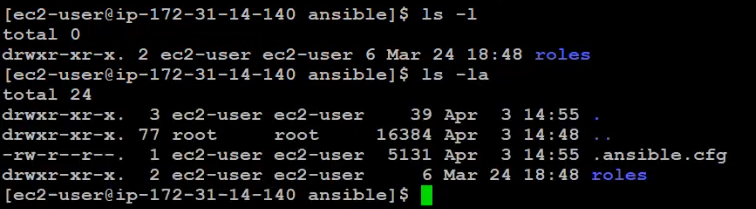 [ec2-user@ip-172-31-14-140 ansible]$ ls -l
total 0
drwxr-xr-x. 2 ec2-user ec2-user 6 Mar 24 18:48 roles
[ec2-user@ip-172-31-14-140 ansible]$ ls -la
total 24
drwxr-xr-x.  3 ec2-user ec2-user    39 Apr  3 14:55 .
drwxr-xr-x. 77 root     root     16384 Apr  3 14:48 ..
-rw-r--r--.  1 ec2-user ec2-user  5131 Apr  3 14:55 .ansible.cfg
drwxr-xr-x.  2 ec2-user ec2-user     6 Mar 24 18:48 roles
[ec2-user@ip-172-31-14-140 ansible]$